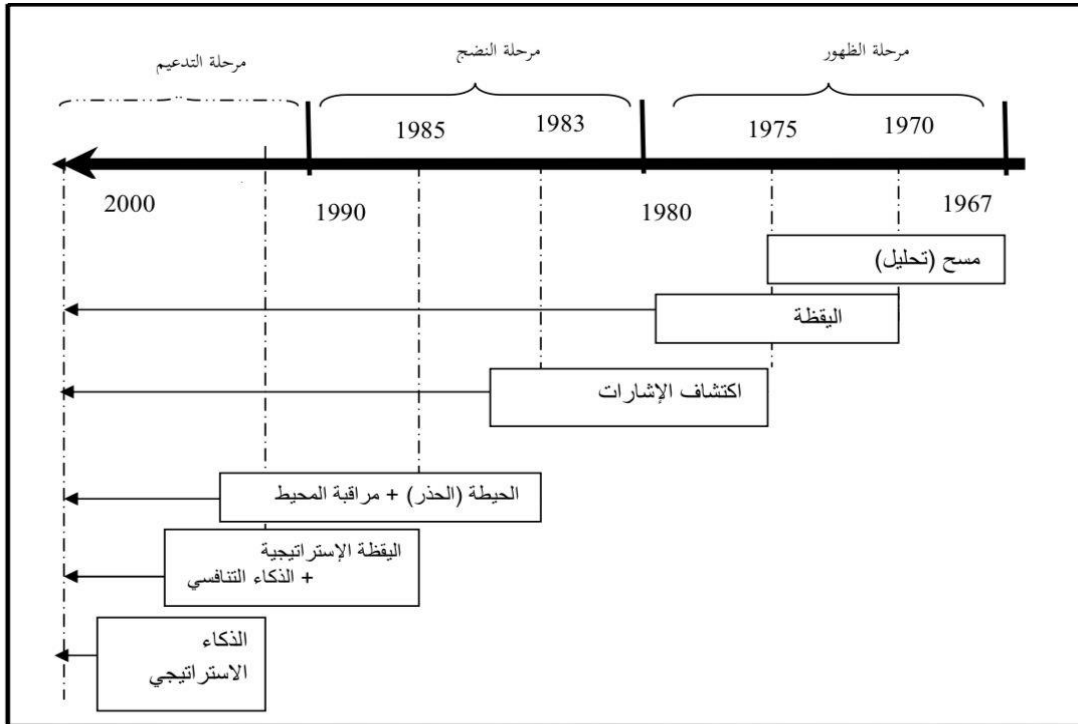 مرحلة الظهور
مرحلة النضج
مرحلة التدعيم
1970
1975
1983
1985
1967
1980
1990
2000
مسح (تحليل)
اليقظة
اكتشاف الإشارات
الحيطة (الحذر) + مراقبة المحيط
اليقظة الإستراتيجية
+ الذكاء التنافسي
الذكاء
الاستراتيجي